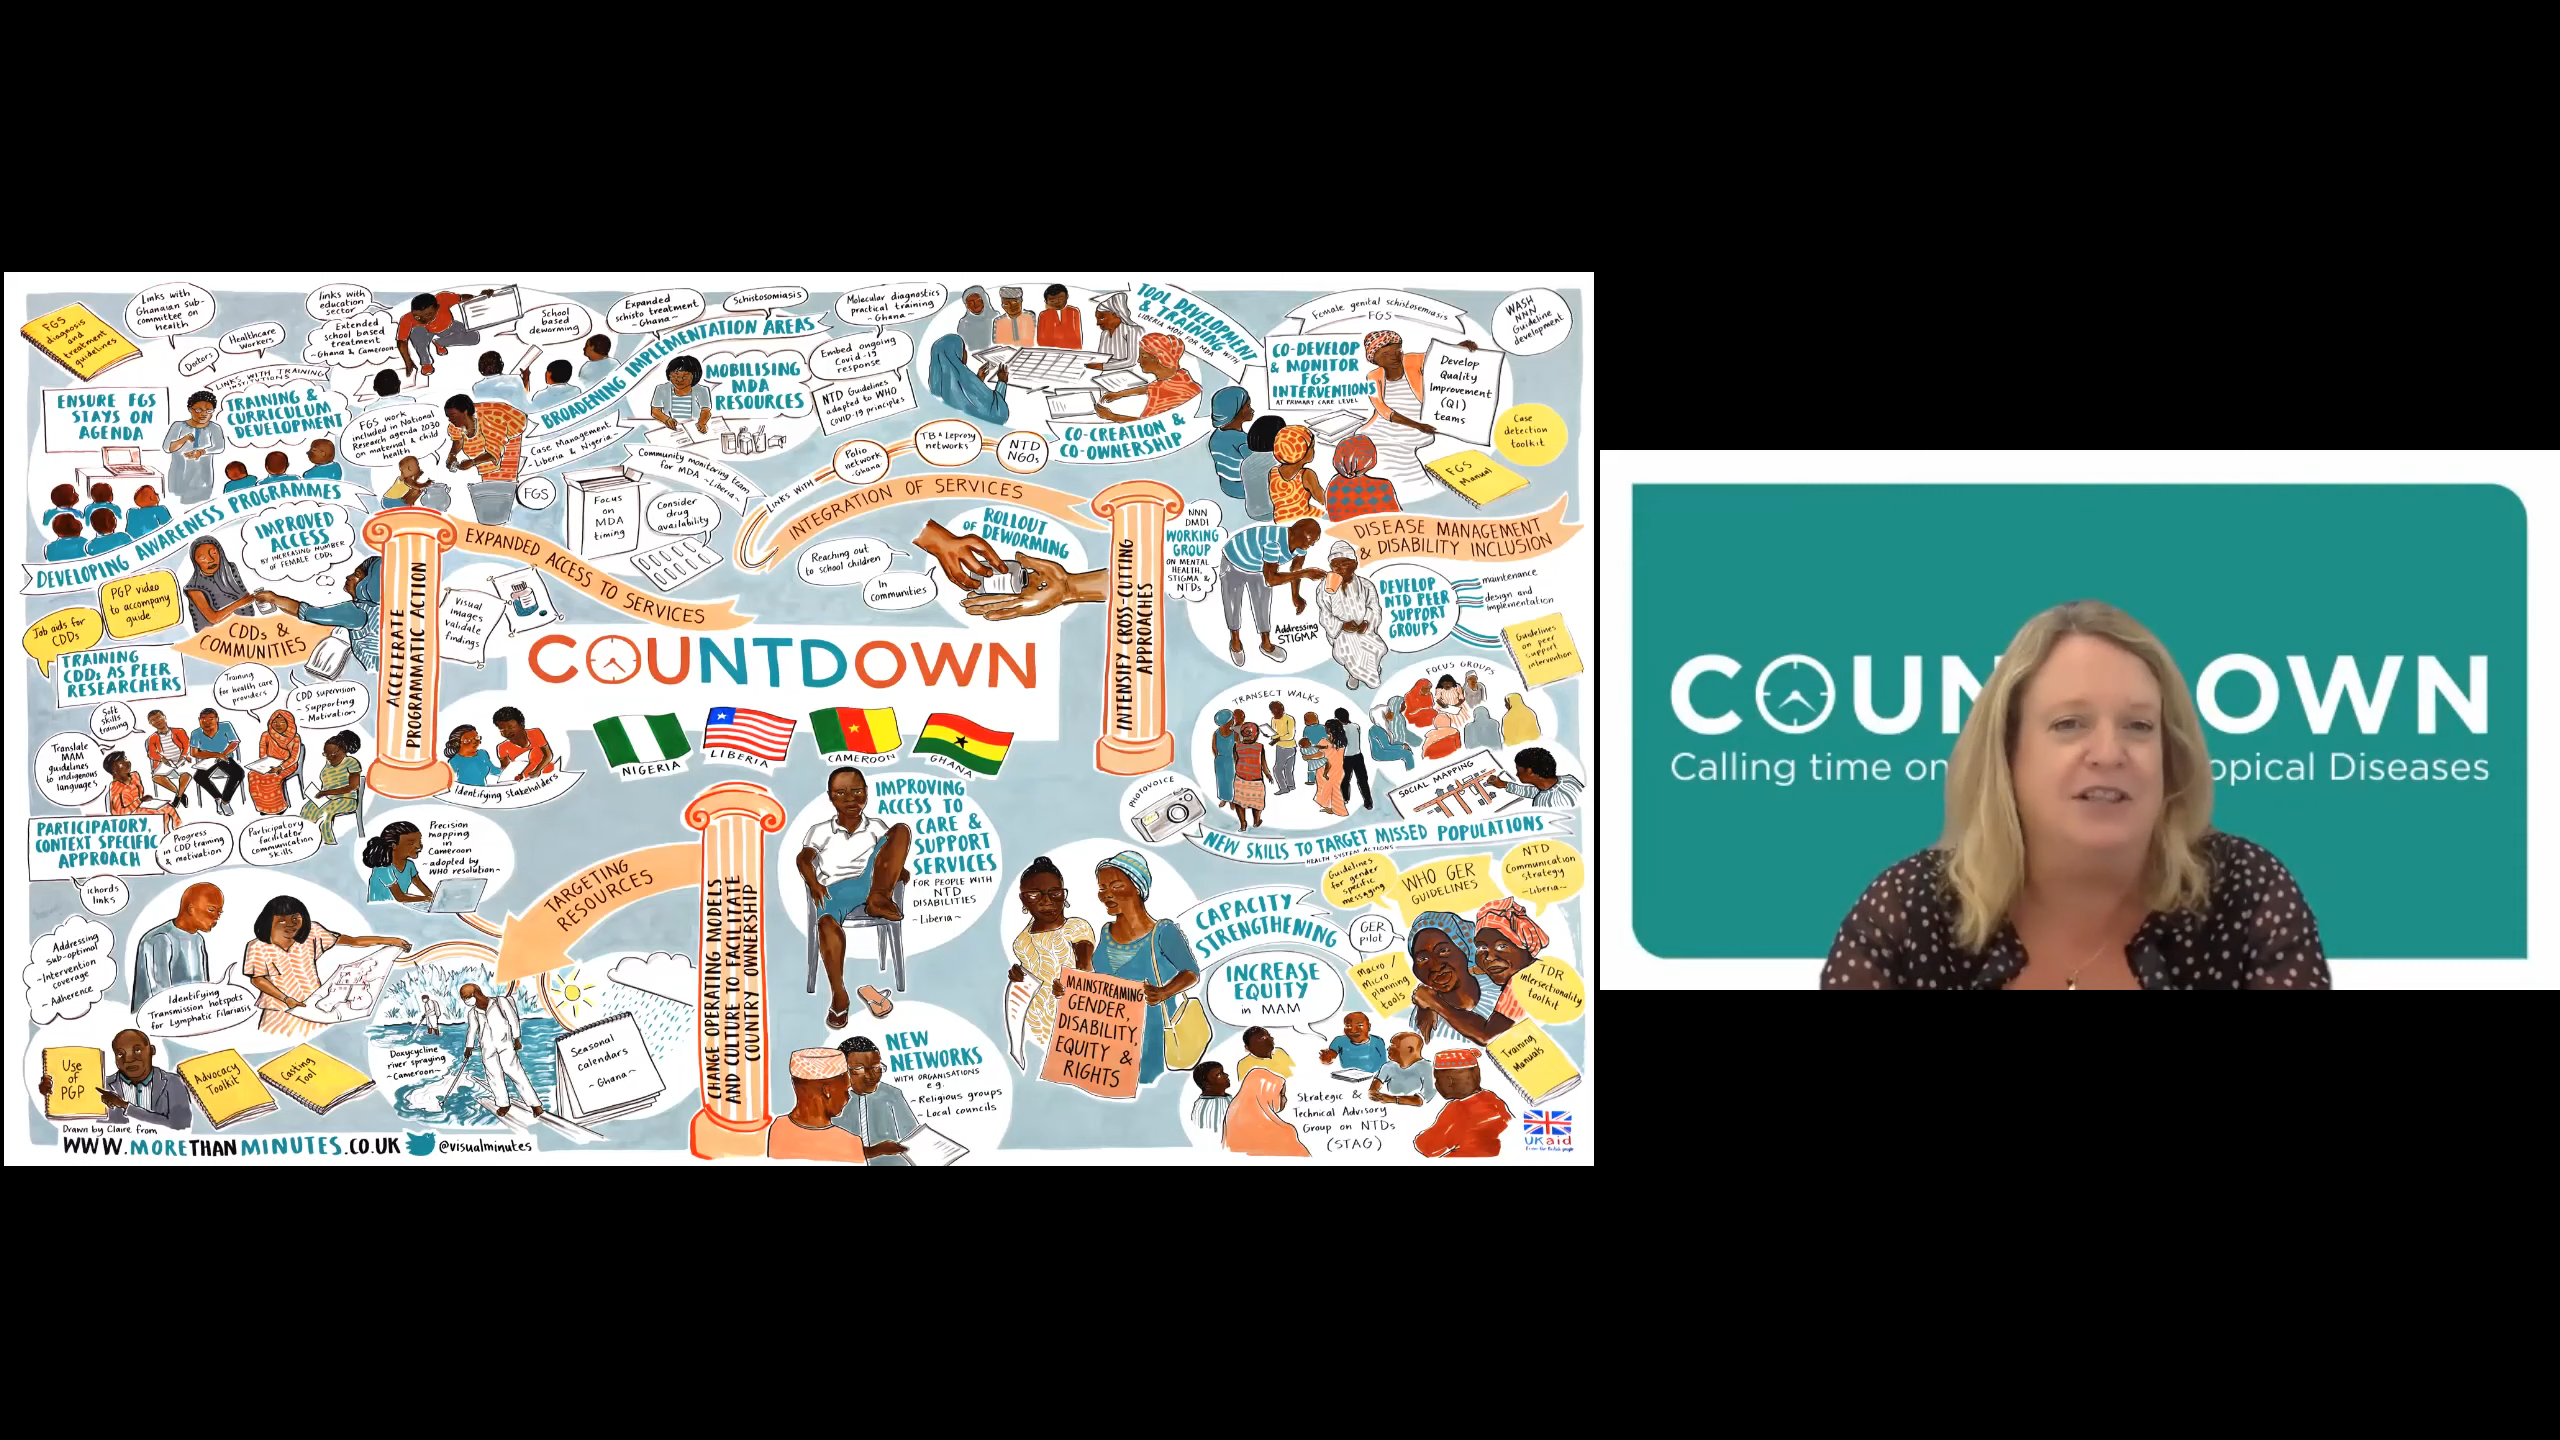 FGS
diagnosis
and
treatment
guidelines
Links with
Ghanaian sub-
committee on
health
Doctors
Healthcare
Workers
LINKS WITH TRAINING
INSTITUTIONS
ENSURE FGS
STAYS ON
AGENDA
TRAINING &
CURRICULUM
DEVELOPMENT
links with
education
sector
Extended
school based
treatment
~Ghana & Cameroon~
FGS work
included in National
Research agenda 2030
on maternal & child
health
School
based
deworming
Expanded
schisto treatment
~Ghana~
Schistosomiasis
Molecular diagnostics
practical training
~Ghana~
BROADENING IMPLEMENTATION AREAS
MOBILISING
MDA
RESOURCES
Embed ongoing
Covid-19
response
NTD Guidelines
adapted to WHO
COVID-19 principles
Case Management
~Liberia & Nigeria~
FGS
Focus
on
MDA
timing
Community monitoring team
for MDA ~Liberia~
Consider
drug
availability
LINKS WITH
Polio
network
~Ghana~
TB & Leprosy
networks
NTD
NGOs
INTEGRATION OF SERVICES
TOOL DEVELOPMENT
& TRAINING WITH
LIBERIA MOH FOR MDA
CO-CREATION &
CO-OWNERSHIP
Female genital schistosomiasis
~FGS~
WASH
NNN
Guideline
development
CO-DEVELOP
& MONITOR
FGS
INTERVENTIONS
AT PRIMARY CARE LEVEL
Develop
Quality
Improvement
(QI)
teams
Case
detection
toolkit
FGS
Manual
DEVELOPING AWARENESS PROGRAMMES
IMPROVED
ACCESS
BY INCREASING NUMBER
OF FEMALE CDDs
PGP video
to accompany
guide
Job aids for
CDDs
CDDs &
COMMUNITIES
ACCELERATE
PROGRAMMATIC ACTION
EXPANDED ACCESS TO SERVICES
Visual
images
validate
findings
Reaching out
to school children
In
communities
ROLLOUT
OF DEWORMING
INTENSIFY CROSS-CUTTING
APPROACHES
NNN
DMDI
WORKING
GROUP
ON MENTAL
HEALTH,
STIGMA &
NTDs
DISEASE MANAGEMENT
& DISABILITY INCLUSION
Addressing
STIGMA
DEVELOP
NTD PEER
SUPPORT
GROUPS
maintenance
design and
implementation
Guidelines
on peer
support
intervention
COUNTDOWN
NIGERIA
LIBERIA
CAMEROON
GHANA
TRAINING
CDDs AS PEER
RESEARCHERS
Soft
skills
training
Training
for health care
providers
CDD supervision
- Supporting
- Motivation
Translate
MAM
guidelines
to indigenous
languages
PARTICIPATORY,
CONTEXT SPECIFIC
APPROACH
Progress
in CDD training
& motivation
Participatory
facilitator
communication
skills
Identifying stakeholders
Precision
mapping
in
Cameroon
~adopted by
WHO resolution~
TARGETING
RESOURCES
CHANGE OPERATING MODELS
AND CULTURE TO FACILITATE
COUNTRY OWNERSHIP
IMPROVING
ACCESS TO
CARE &
SUPPORT
SERVICES
FOR PEOPLE WITH
NTD
DISABILITIES
~Liberia~
TRANSECT WALKS
FOCUS GROUPS
PHOTOVOICE
SOCIAL MAPPING
NEW SKILLS TO TARGET MISSED POPULATIONS
HEALTH SYSTEM ACTIONS
ichords
links
Addressing
sub-optimal
-Intervention
coverage
- Adherence
Identifying
Transmission hotspots
for Lymphatic Filariasis
Use
of
PGP
Advocacy
Toolkit
Casting
Tool
Doxycycline
river spraying
~Cameroon~
Seasonal
calendars
~Ghana~
NEW
NETWORKS
WITH ORGANISATIONS
e.g.
- Religious groups
- Local councils
MAINSTREAMING
GENDER,
DISABILITY,
EQUITY &
RIGHTS
CAPACITY
STRENGTHENING
Guidelines
for gender
specific
messaging
WHO GER
GUIDELINES
NTD
Communication
strategy
~Liberia~
GER
pilot
INCREASE
EQUITY
in MAM
Macro /
Micro
planning
tools
TDR
intersectionality
toolkit
Training
Manuals
Strategic &
Technical Advisory
Group on NTDs
(STAG)
UKaid
from the British people
Drawn by Claire from
WWW.MORETHANMINUTES.CO.UK
@visualminutes
COUN OWN
Calling time on opical Diseases